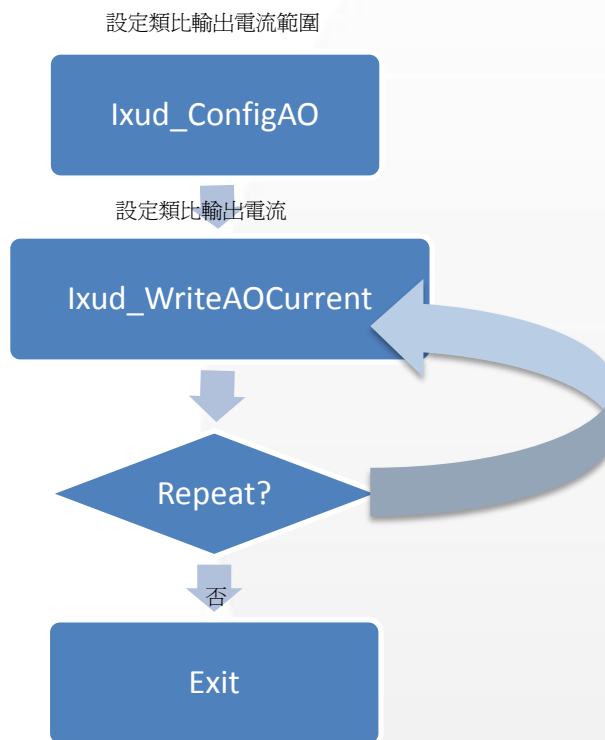 設定類比輸出電流範圍
Ixud_ConfigAO
設定類比輸出電流
Ixud_WriteAOCurrent
Repeat?
否
Exit